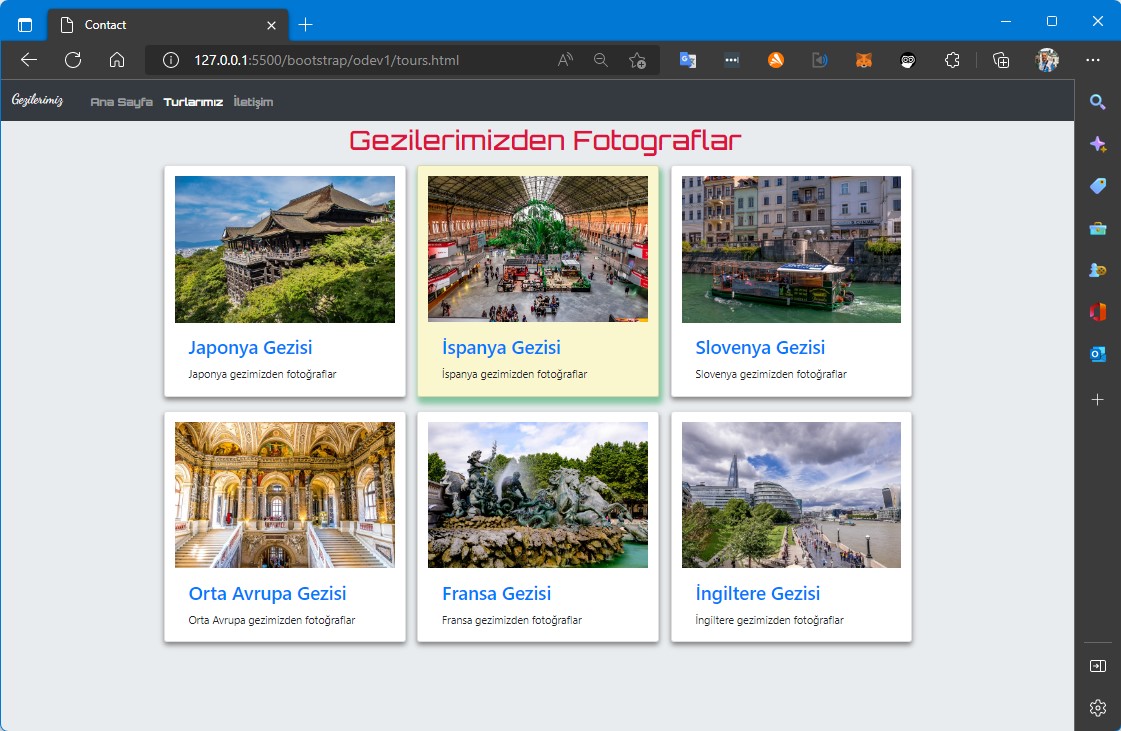 Contact
127.0.0.1:5500/bootstrap/odev1/tours.html
Gezilerimiz Ana Sayfa Turlarımız İletişim
Gezilerimizden Fotograflar
Japonya Gezisi
Japonya gezimizden fotoğraflar
İspanya Gezisi
İspanya gezimizden fotoğraflar
Slovenya Gezisi
Slovenya gezimizden fotoğraflar
Orta Avrupa Gezisi
Orta Avrupa gezimizden fotoğraflar
Fransa Gezisi
Fransa gezimizden fotoğraflar
İngiltere Gezisi
İngiltere gezimizden fotoğraflar